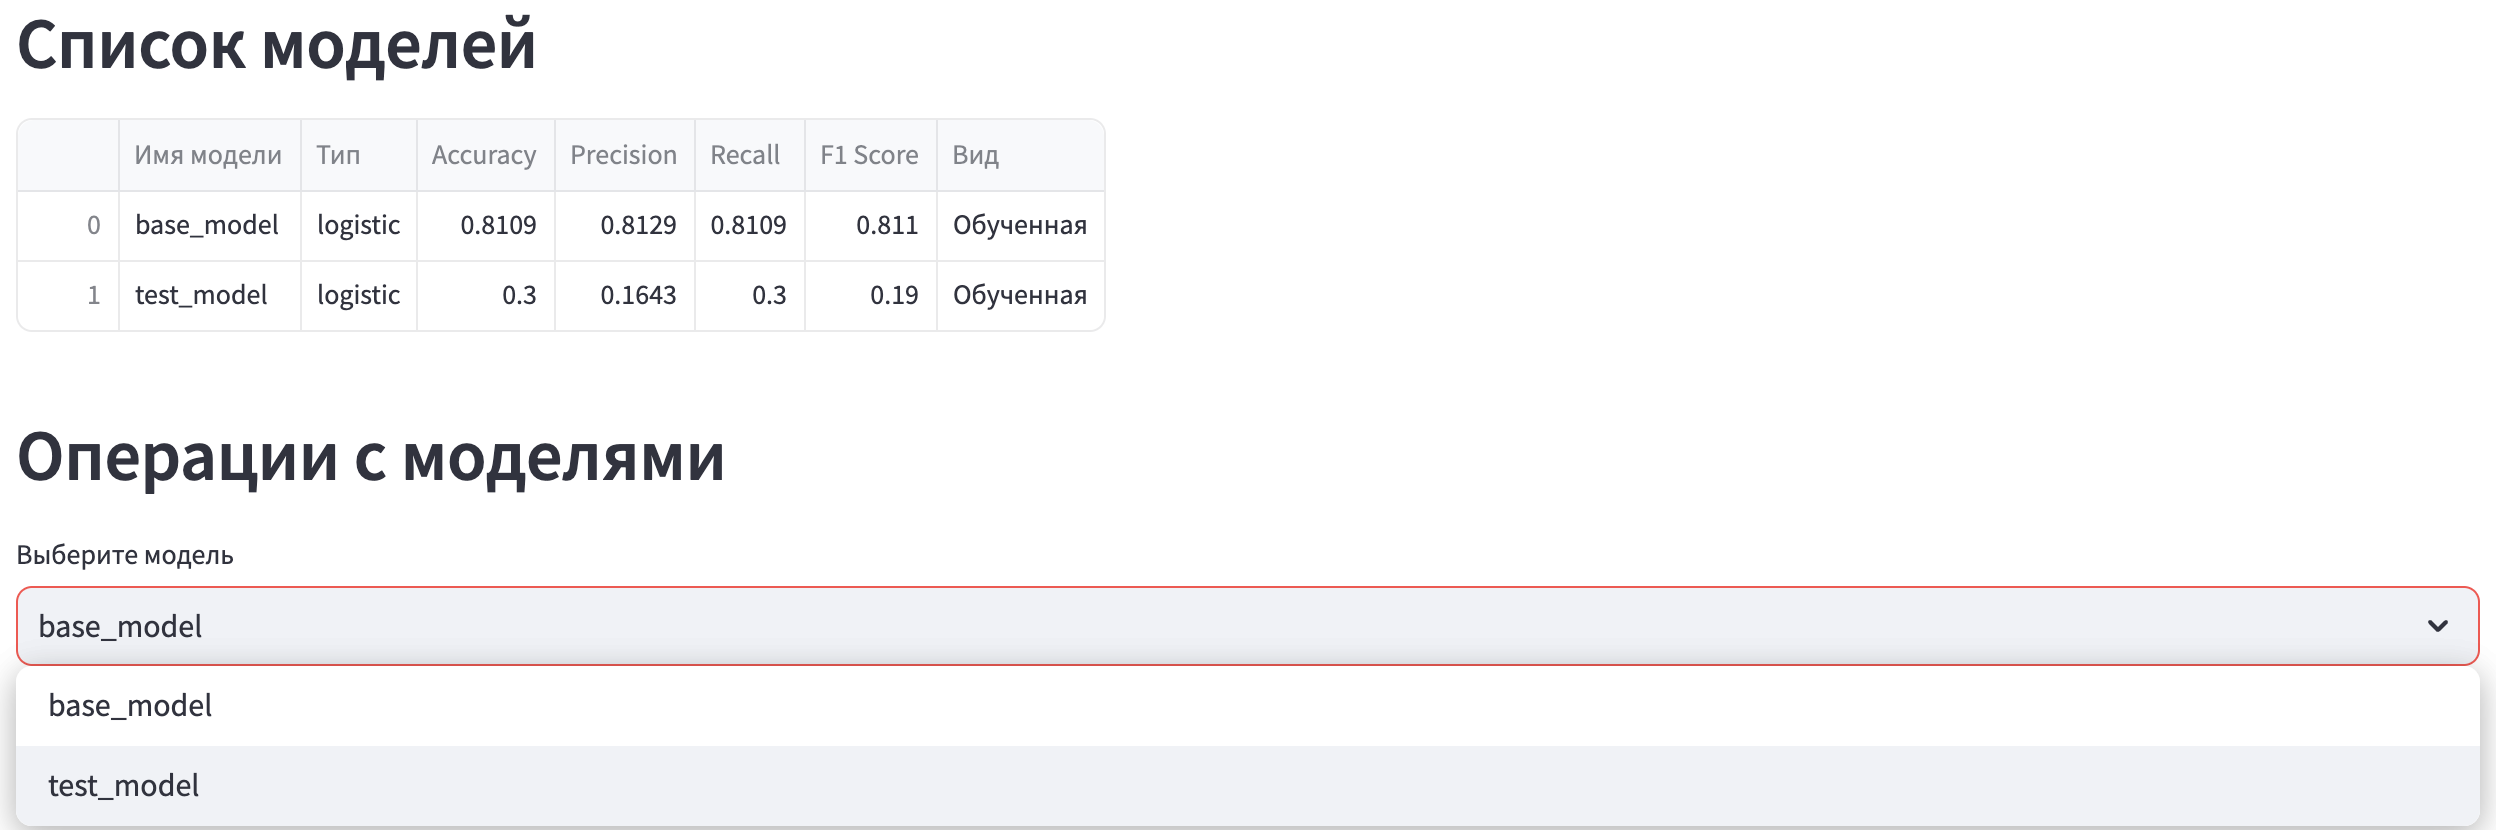 Список моделей
Имя модели Тип Accuracy Precision Recall F1 Score Вид
0 base_model logistic 0.8109 0.8129 0.8109 0.811 Обученная
1 test_model logistic 0.3 0.1643 0.3 0.19 Обученная
Операции с моделями
Выберите модель
base_model
base_model
test_model